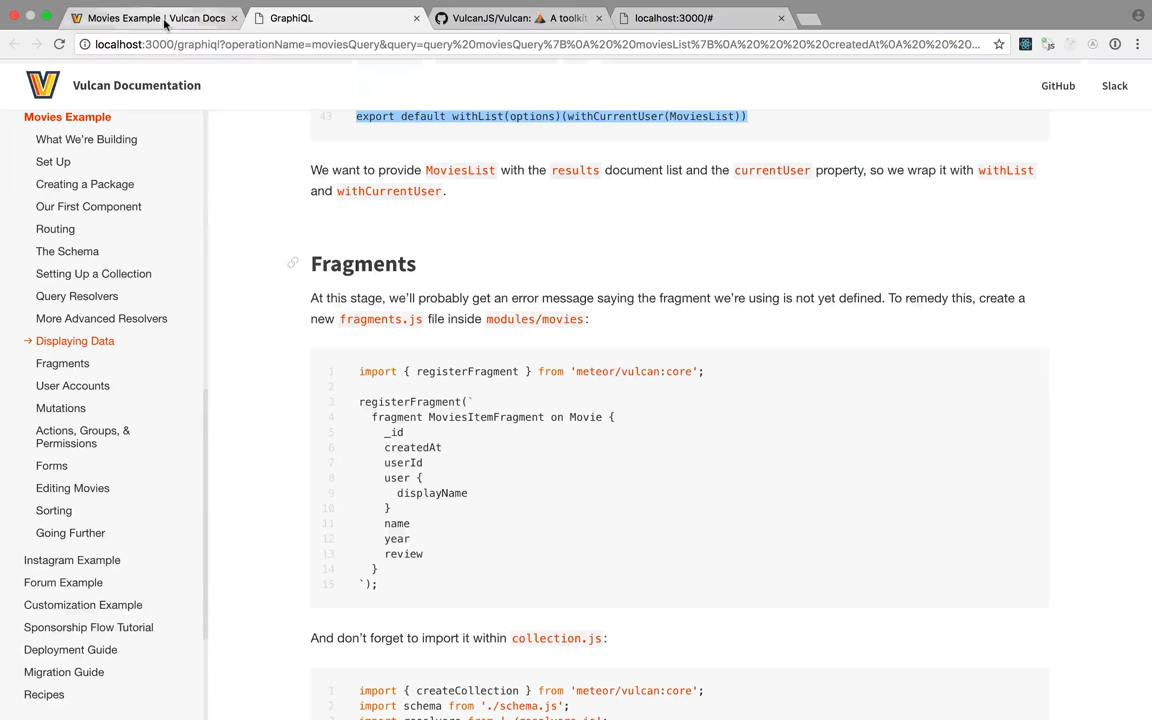 Movies Example | Vulcan Docs
GraphiQL
VulcanJS/Vulcan: A toolkit
localhost:3000/#
localhost:3000/graphiql?operationName=moviesQuery&query=query%20moviesQuery%7B%0A%20%20moviesList%7B%0A%20%20%20%20createdAt%0A%20%20%20...
Vulcan Documentation
GitHub
Slack
Movies Example
What We're Building
Set Up
Creating a Package
Our First Component
Routing
The Schema
Setting Up a Collection
Query Resolvers
More Advanced Resolvers
→ Displaying Data
Fragments
User Accounts
Mutations
Actions, Groups, &
Permissions
Forms
Editing Movies
Sorting
Going Further
Instagram Example
Forum Example
Customization Example
Sponsorship Flow Tutorial
Deployment Guide
Migration Guide
Recipes
43 export default withList(options)(withCurrentUser(MoviesList))
We want to provide MoviesList with the results document list and the currentUser property, so we wrap it with withList
and withCurrentUser.
Fragments
At this stage, we'll probably get an error message saying the fragment we're using is not yet defined. To remedy this, create a
new fragments.js file inside modules/movies:
1 import { registerFragment } from 'meteor/vulcan:core';
2
3 registerFragment(`
4 fragment MoviesItemFragment on Movie {
5 _id
6 createdAt
7 userId
8 user {
9 displayName
10 }
11 name
12 year
13 review
14 }
15 `);
And don't forget to import it within collection.js:
1 import { createCollection } from 'meteor/vulcan:core';
2 import schema from './schema.js';
3 import resolvers from './resolvers.js';